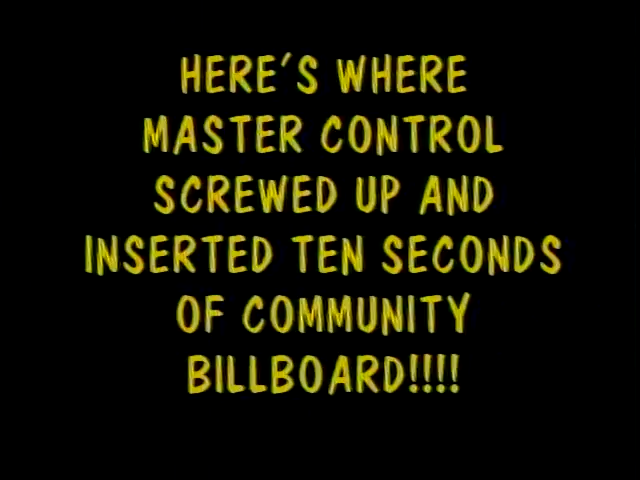 HERE'S WHERE
MASTER CONTROL
SCREWED UP AND
INSERTED TEN SECONDS
OF COMMUNITY
BILLBOARD!!!!